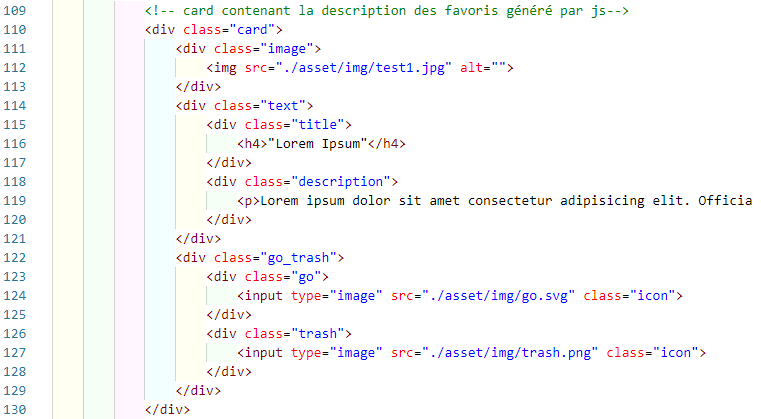 109 <!-- card contenant la description des favoris généré par js-->
110 <div class="card">
111 <div class="image">
112 <img src="./asset/img/test1.jpg" alt="">
113 </div>
114 <div class="text">
115 <div class="title">
116 <h4>"Lorem Ipsum"</h4>
117 </div>
118 <div class="description">
119 <p>Lorem ipsum dolor sit amet consectetur adipisicing elit. Officia
120 </div>
121 </div>
122 <div class="go_trash">
123 <div class="go">
124 <input type="image" src="./asset/img/go.svg" class="icon">
125 </div>
126 <div class="trash">
127 <input type="image" src="./asset/img/trash.png" class="icon">
128 </div>
129 </div>
130 </div>